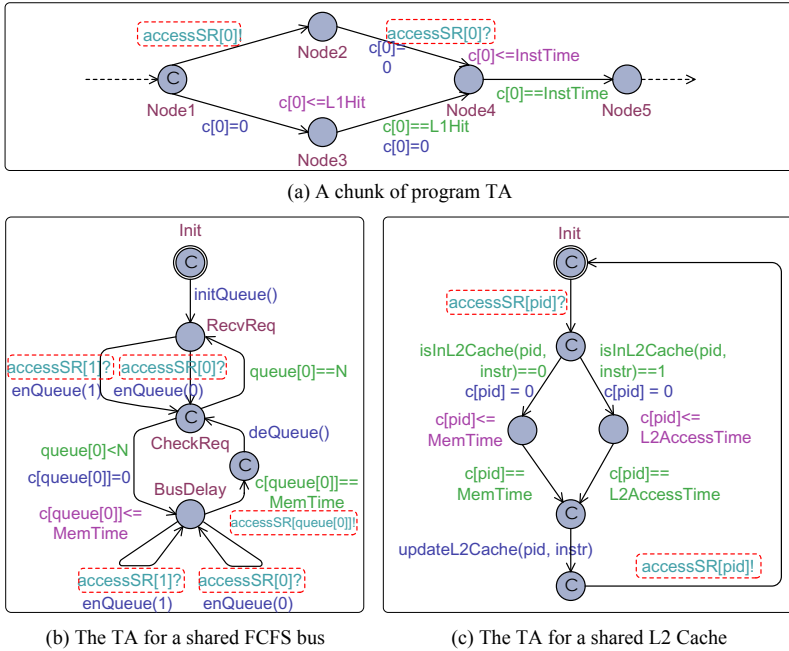 accessSR[0]!
Node2
accessSR[0]?
c[0]=
0
c[0]<=InstTime
C
Node1
c[0]<=L1Hit
Node4
c[0]==InstTime
Node5
c[0]=0
Node3
c[0]==L1Hit
c[0]=0
(a) A chunk of program TA
Init
C
initQueue()
RecvReq
accessSR[1]?
enQueue(1)
accessSR[0]?
enQueue(0)
queue[0]==N
C
CheckReq
deQueue()
queue[0]<N
c[queue[0]]=0
C
BusDelay
c[queue[0]]==
MemTime
c[queue[0]]<=
MemTime
accessSR[queue[0]]!
accessSR[1]?
enQueue(1)
accessSR[0]?
enQueue(0)
(b) The TA for a shared FCFS bus
Init
C
accessSR[pid]?
C
isInL2Cache(pid,
instr)==0
c[pid] = 0
isInL2Cache(pid,
instr)==1
c[pid] = 0
c[pid]<=
MemTime
c[pid]<=
L2AccessTime
c[pid]==
MemTime
c[pid]==
L2AccessTime
C
updateL2Cache(pid, instr)
accessSR[pid]!
C
(c) The TA for a shared L2 Cache